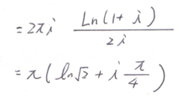 = 2πi Ln(1+ i) / 2i
= π(ln√2 + i π/4)